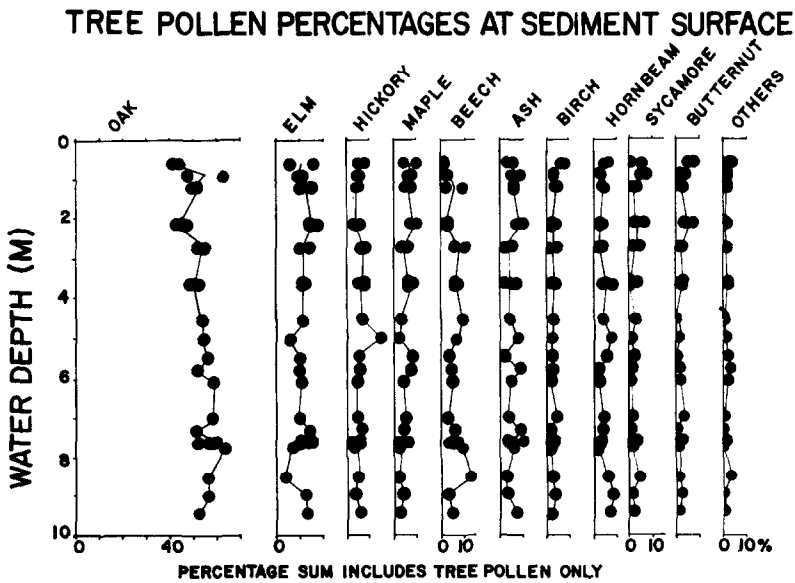 TREE POLLEN PERCENTAGES AT SEDIMENT SURFACE
OAK ELM HICKORY MAPLE BEECH ASH BIRCH HORNBEAM SYCAMORE BUTTERNUT OTHERS
WATER DEPTH (M)
0
2
4
6
8
10
0 40 0 0 10 0 10 0 10%
PERCENTAGE SUM INCLUDES TREE POLLEN ONLY